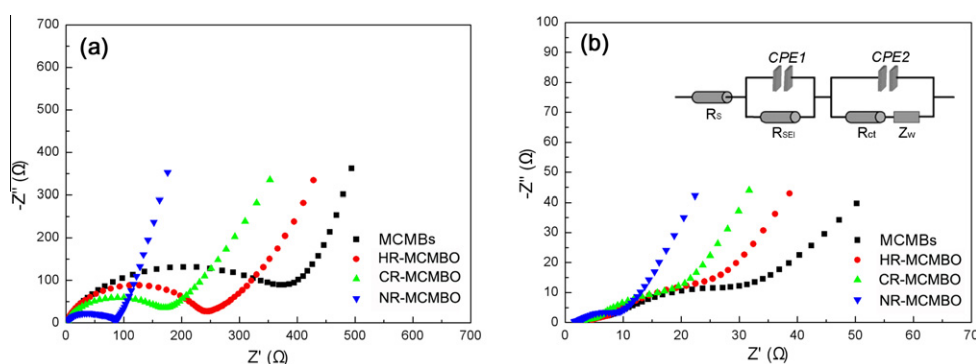 (a)
700
600
500
400
300
200
100
0
-Z'' (Ω)
0 100 200 300 400 500 600 700
Z' (Ω)
MCMBs
HR-MCMBO
CR-MCMBO
NR-MCMBO
(b)
100
90
80
70
60
50
40
30
20
10
0
-Z'' (Ω)
0 10 20 30 40 50 60 70
Z' (Ω)
CPE1
CPE2
Rs
RSEI
Rct
Zw
MCMBs
HR-MCMBO
CR-MCMBO
NR-MCMBO